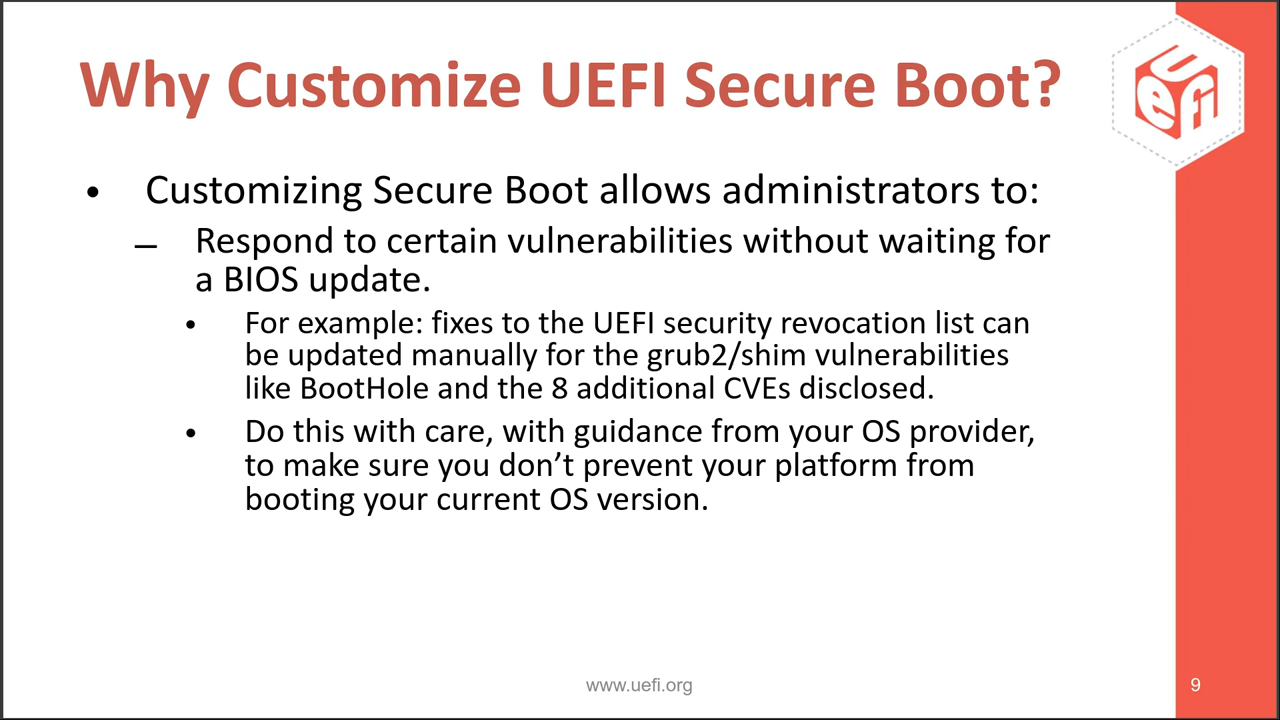 Why Customize UEFI Secure Boot?
uefi
• Customizing Secure Boot allows administrators to:
– Respond to certain vulnerabilities without waiting for
a BIOS update.
• For example: fixes to the UEFI security revocation list can
be updated manually for the grub2/shim vulnerabilities
like BootHole and the 8 additional CVEs disclosed.
• Do this with care, with guidance from your OS provider,
to make sure you don’t prevent your platform from
booting your current OS version.
www.uefi.org
9